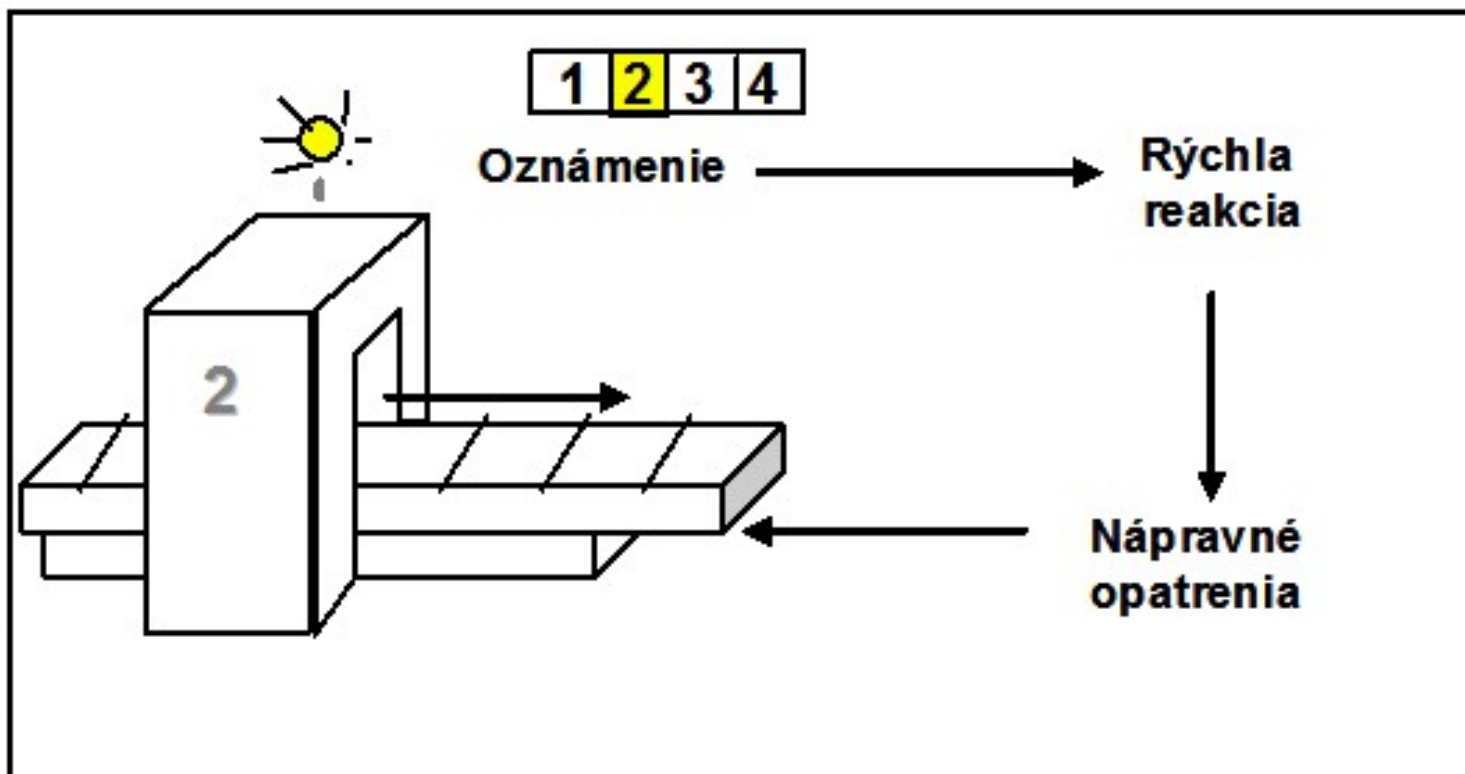 1 2 3 4
Oznámenie
Rýchla
reakcia
2
Nápravné
opatrenia